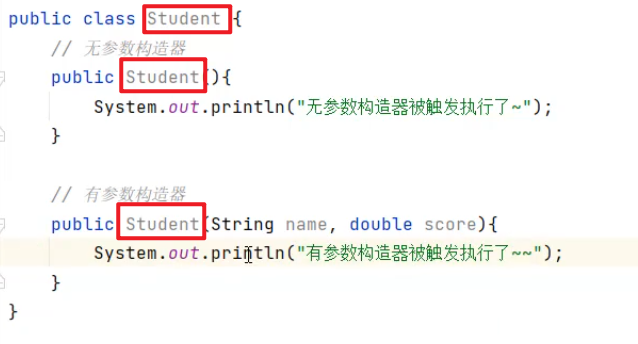 public class Student {
// 无参数构造器
public Student(){
System.out.println("无参数构造器被触发执行了~");
}
// 有参数构造器
public Student(String name, double score){
System.out.println("有参数构造器被触发执行了~~");
}
}